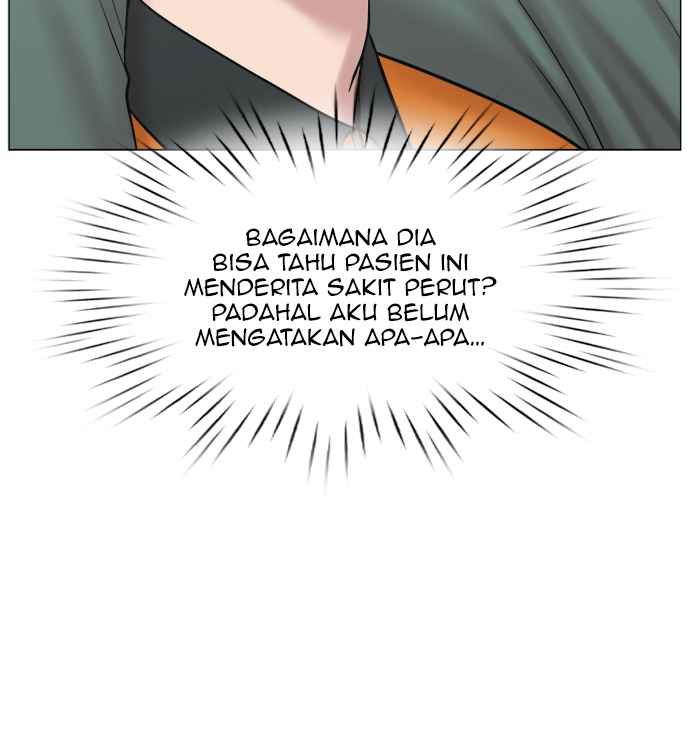 BAGAIMANA DIA
BISA TAHU PASIEN INI
MENDERITA SAKIT PERUT?
PADAHAL AKU BELUM
MENGATAKAN APA-APA...